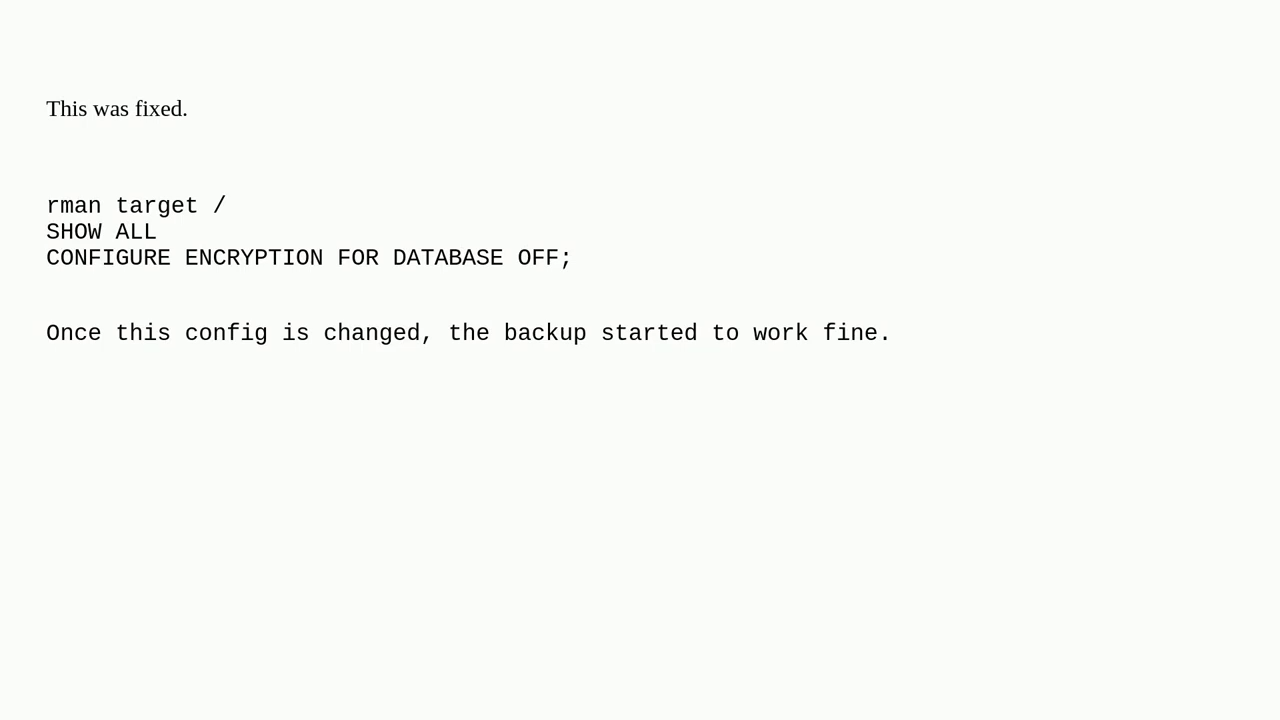 This was fixed.
rman target /
SHOW ALL
CONFIGURE ENCRYPTION FOR DATABASE OFF;
Once this config is changed, the backup started to work fine.